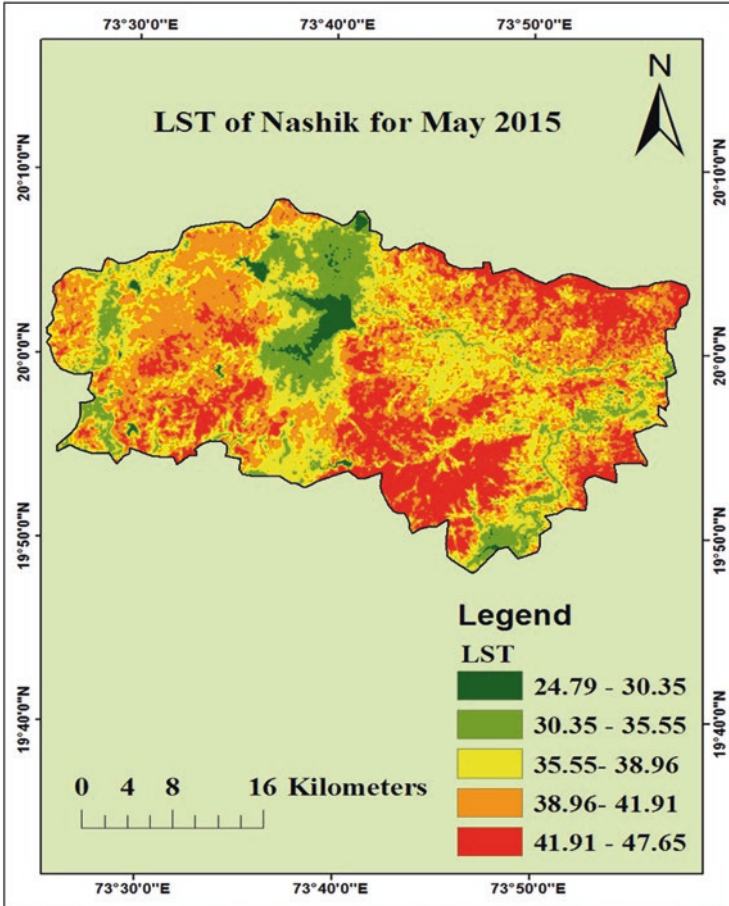 73°30'0"E 73°40'0"E 73°50'0"E
N
LST of Nashik for May 2015
20°10'0"N 20°10'0"N
20°0'0"N 20°0'0"N
19°50'0"N 19°50'0"N
19°40'0"N 19°40'0"N
Legend
LST
24.79 - 30.35
30.35 - 35.55
35.55- 38.96
38.96- 41.91
41.91 - 47.65
0 4 8 16 Kilometers
73°30'0"E 73°40'0"E 73°50'0"E